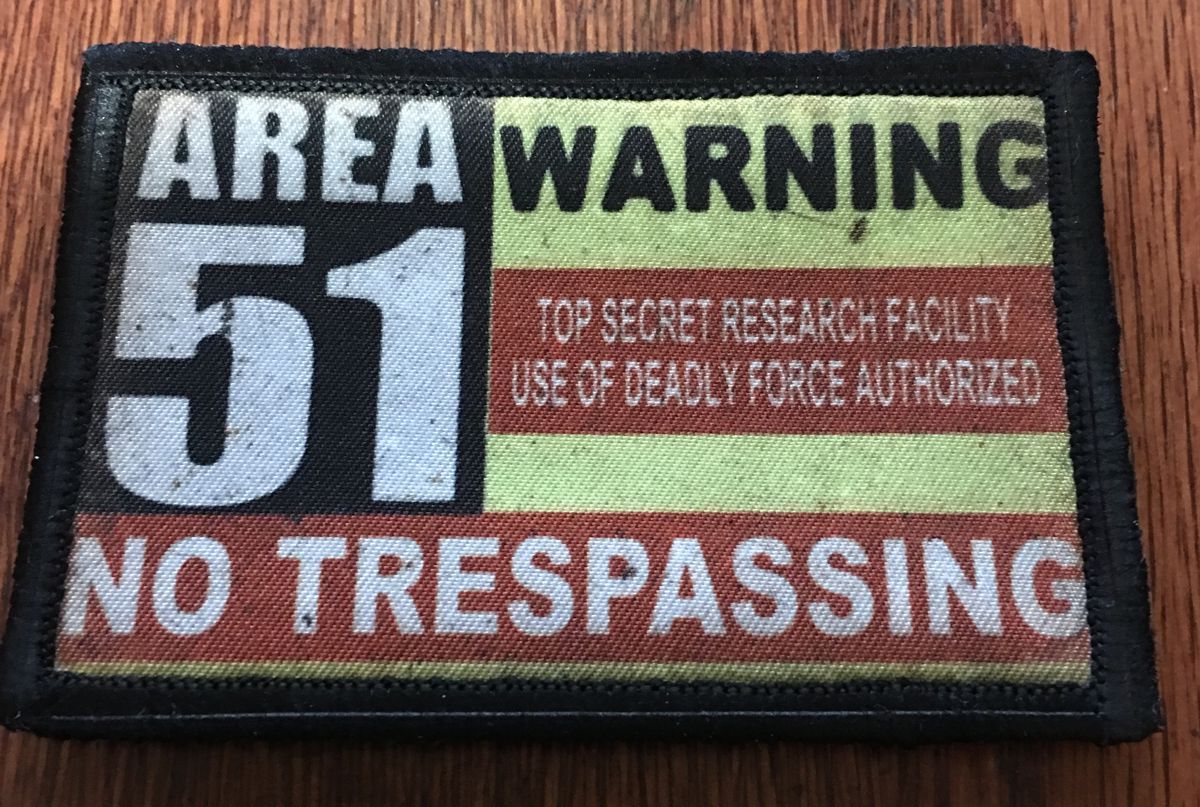 AREA
51
WARNING
TOP SECRET RESEARCH FACILITY
USE OF DEADLY FORCE AUTHORIZED
NO TRESPASSING